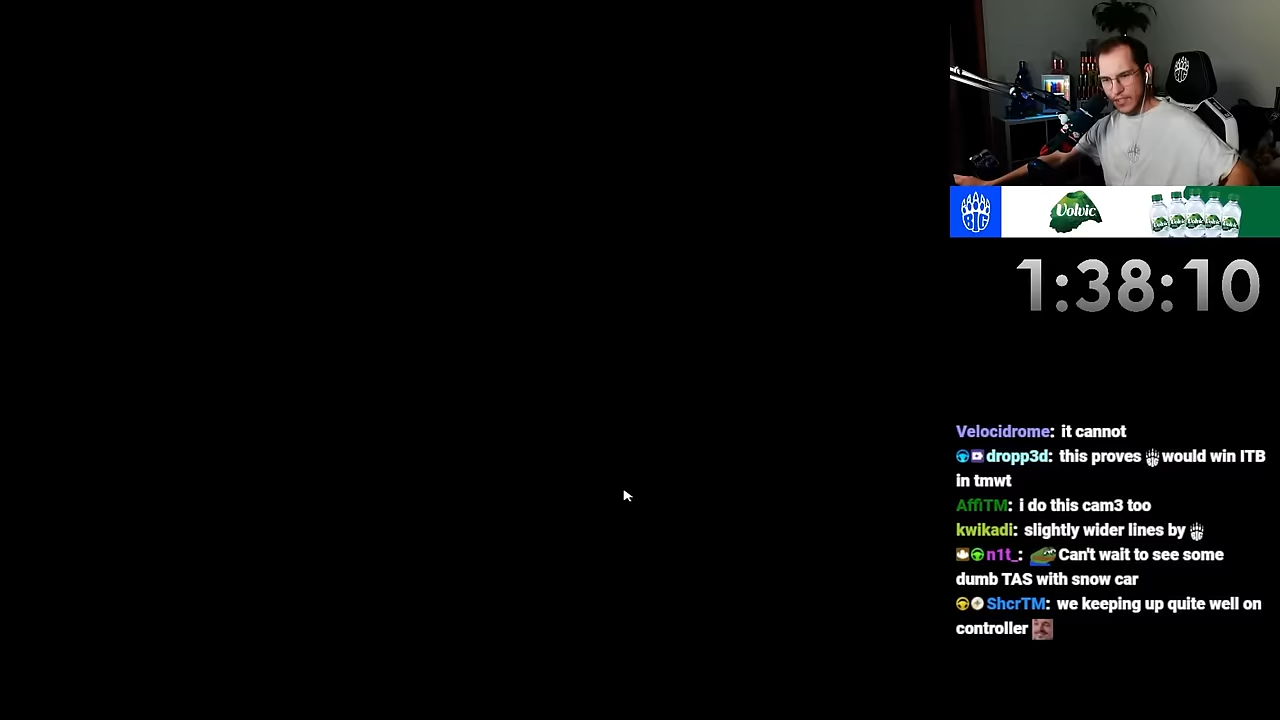 BIG
BIG
Volvic
1:38:10
Velocidrome: it cannot
dropp3d: this proves would win ITB
in tmwt
AffiTM: i do this cam3 too
kwikadi: slightly wider lines by
n1t_: Can't wait to see some
dumb TAS with snow car
ShcrTM: we keeping up quite well on
controller